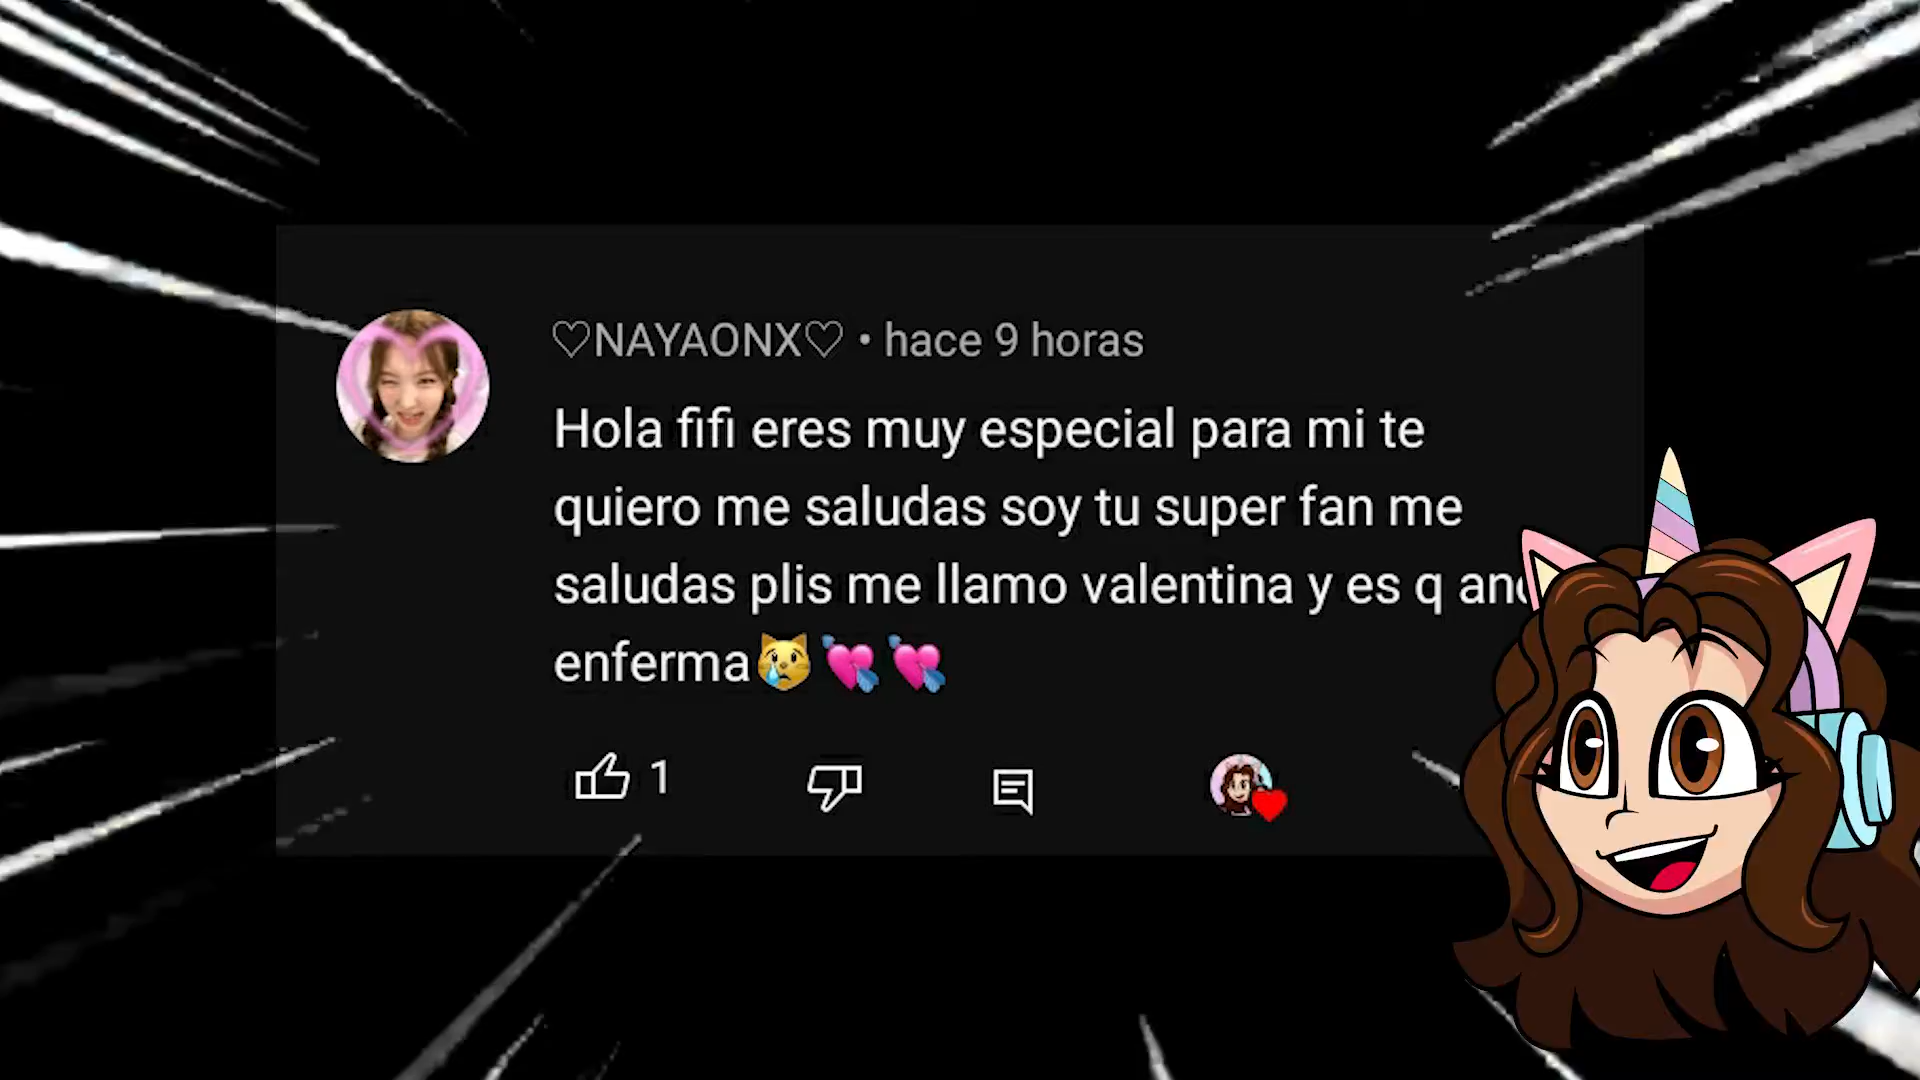 ♡NAYAONX♡ • hace 9 horas
Hola fifi eres muy especial para mi te
quiero me saludas soy tu super fan me
saludas plis me llamo valentina y es q
enferma😿💘💘
1